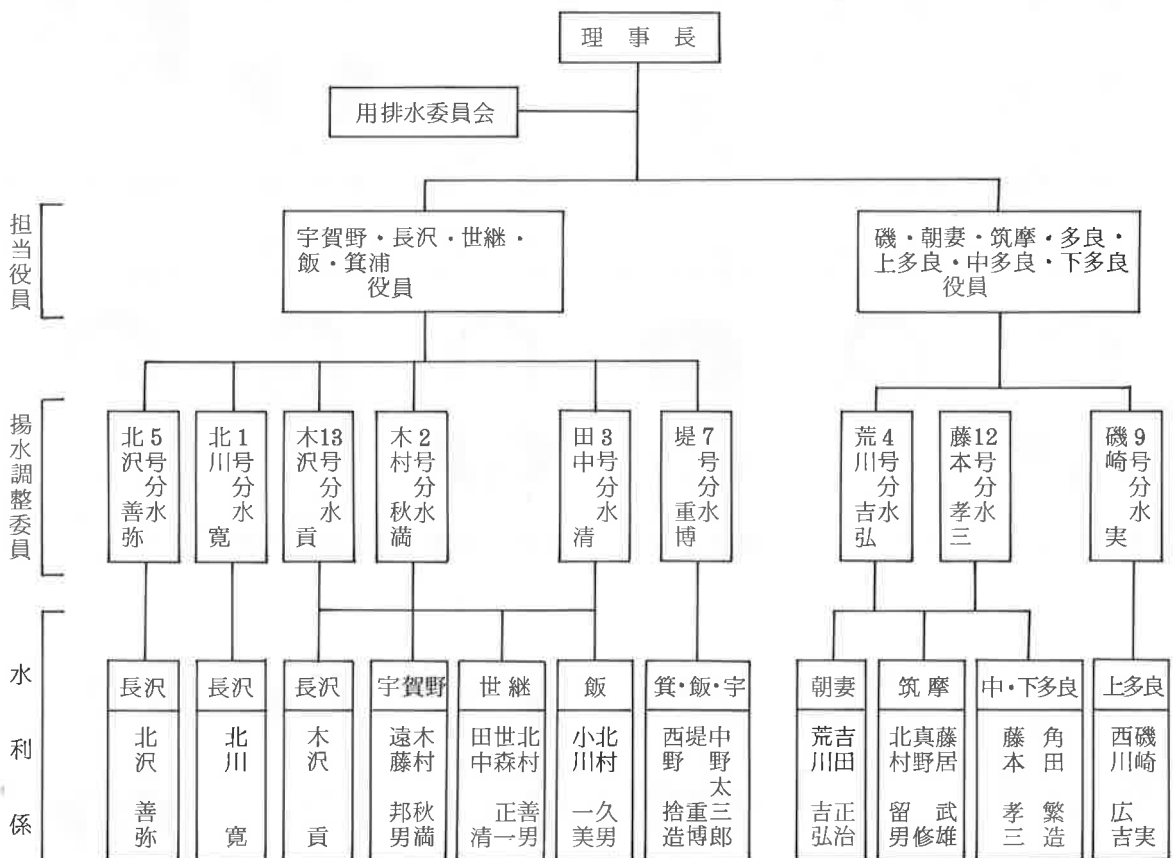 用排水組合員組織図
理事長
用排水委員会
担当役員
宇賀野・長沢・世継・
飯・箕浦
役員
磯・朝妻・筑摩・多良・
上多良・中多良・下多良
役員
揚水調整委員
5号分水
北沢善弥
1号分水
北川寛
13号分水
木沢貢
2号分水
木村秋満
3号分水
田中清
7号分水
堤重博
4号分水
荒川吉弘
12号分水
藤本孝三
9号分水
磯崎実
水利係
長沢
北沢善弥
長沢
北川寛
長沢
木沢貢
宇賀野
木村秋満
遠藤邦男
世継
北村善男
世森正一
田中清
飯
北村久男
小川一美
箕・飯・宇
中野太三郎
堤重博
西野捨造
朝妻
吉田正治
荒川吉弘
筑摩
藤居武雄
真野修
北村留男
中・下多良
角田繁造
藤本孝三
上多良
磯崎実
西川広吉